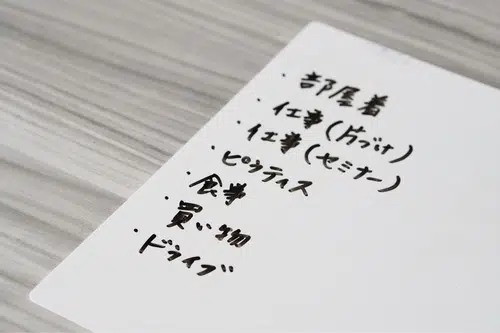 ・部屋着
・仕事(片づけ)
・仕事(セミナー)
・ピラティス
・食事
・買い物
・ドライブ